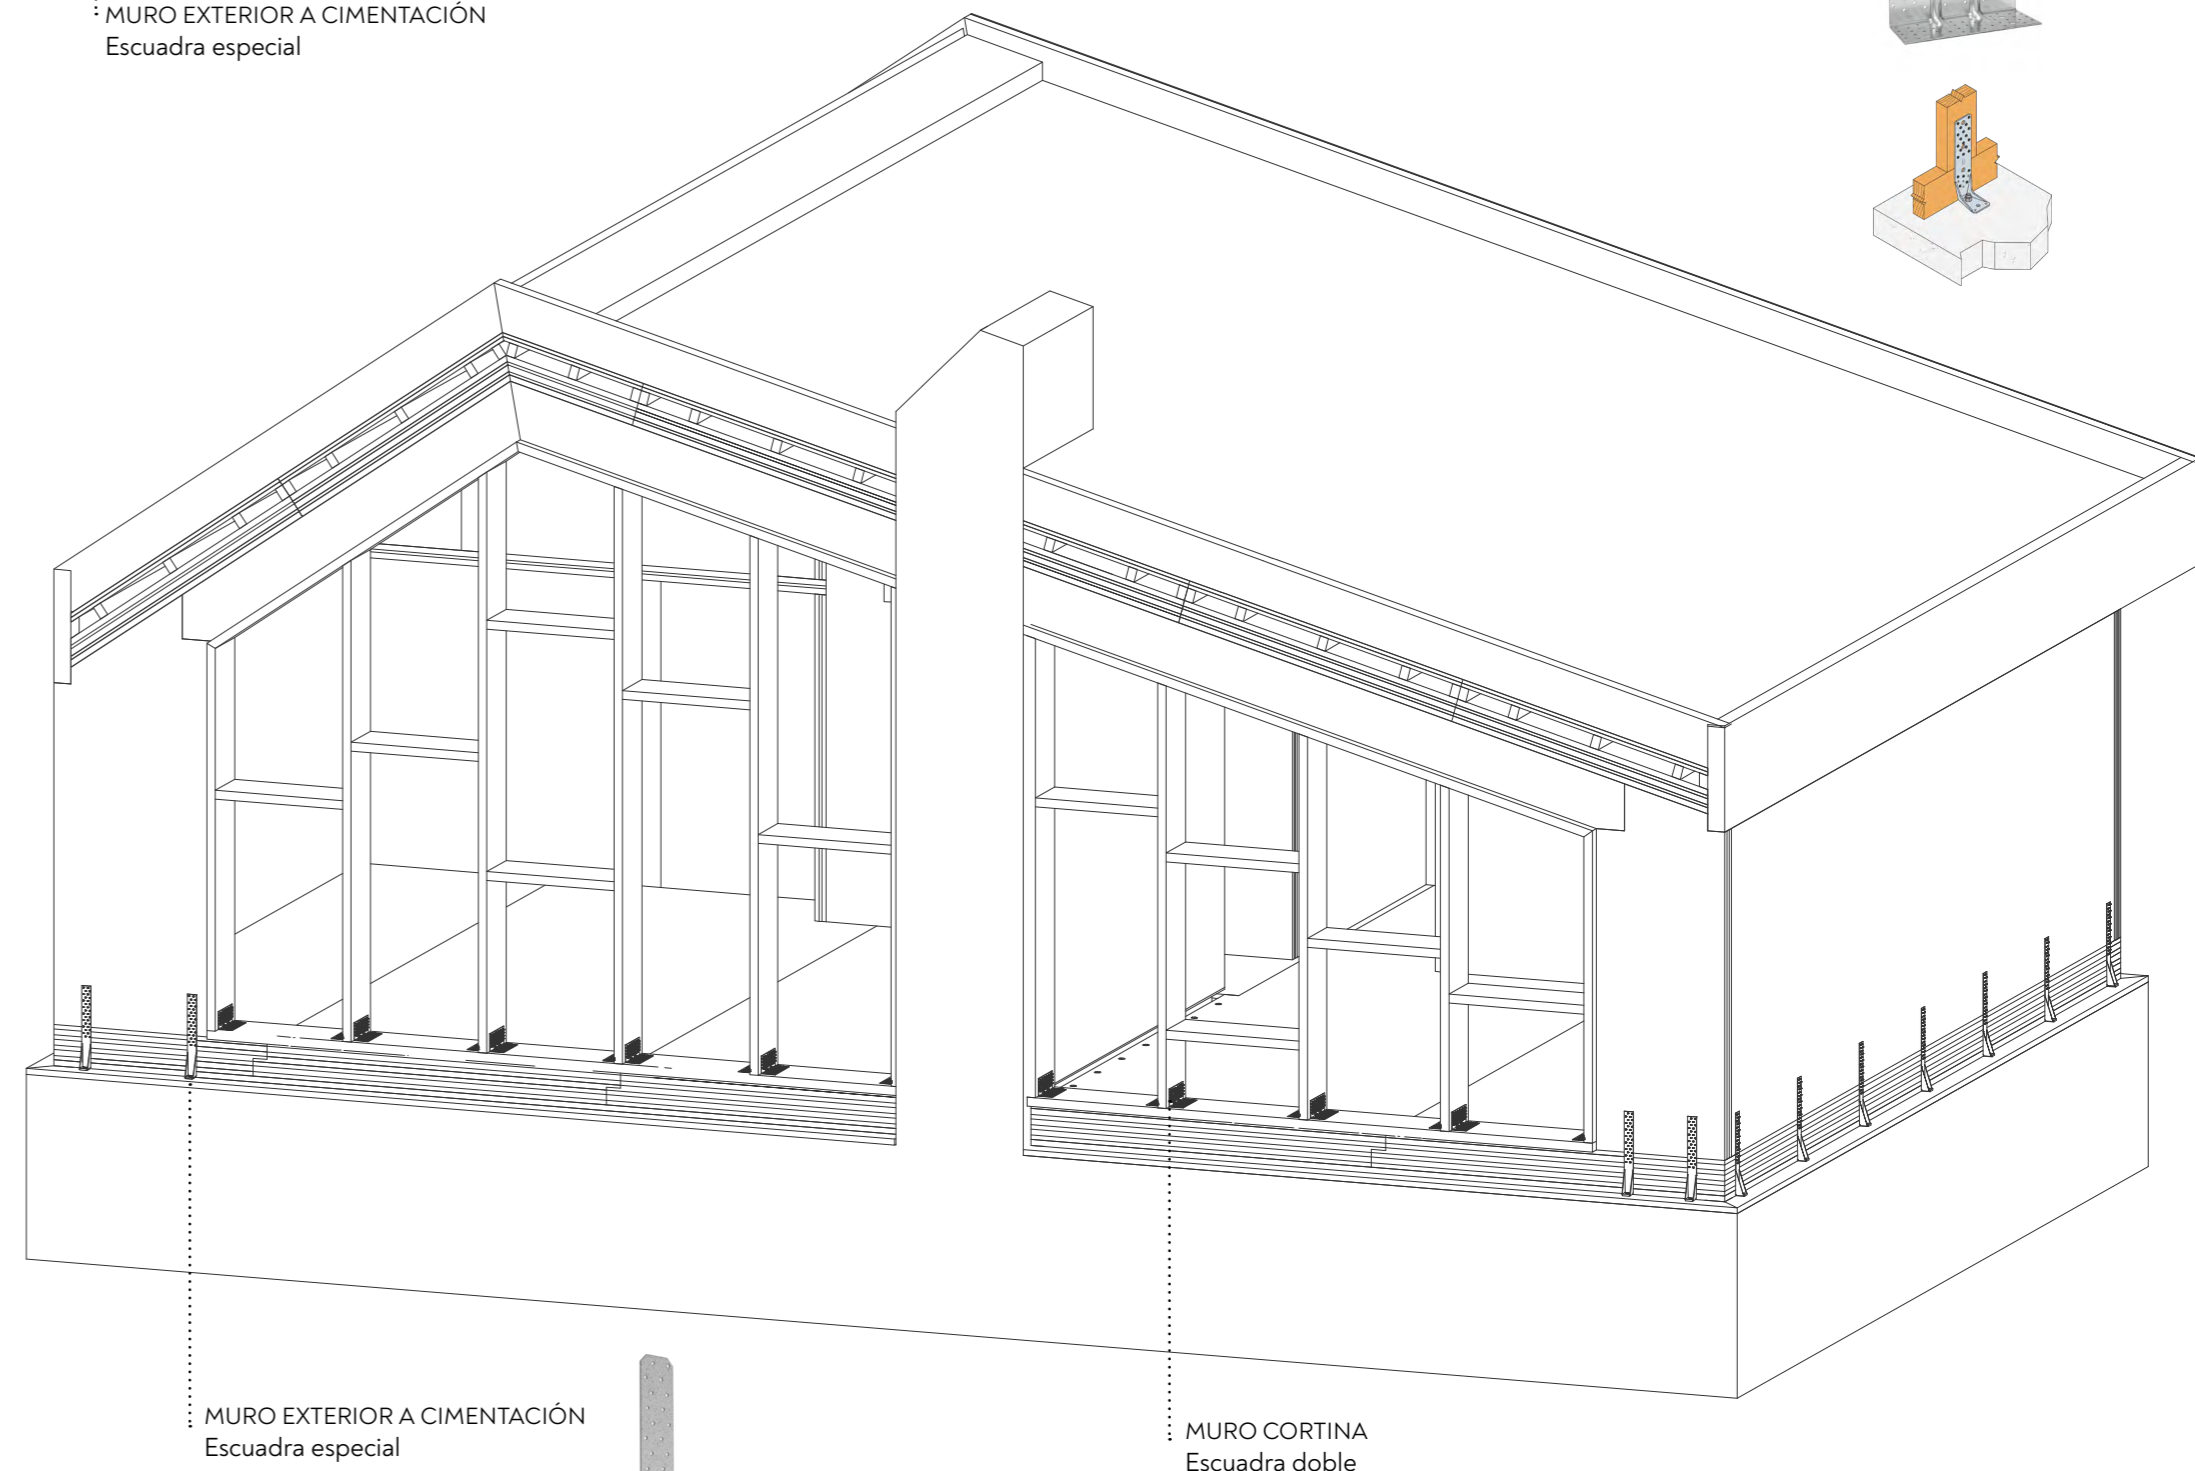 MURO EXTERIOR A CIMENTACIÓN
Escuadra especial
MURO EXTERIOR A CIMENTACIÓN
Escuadra especial
MURO CORTINA
Escuadra doble